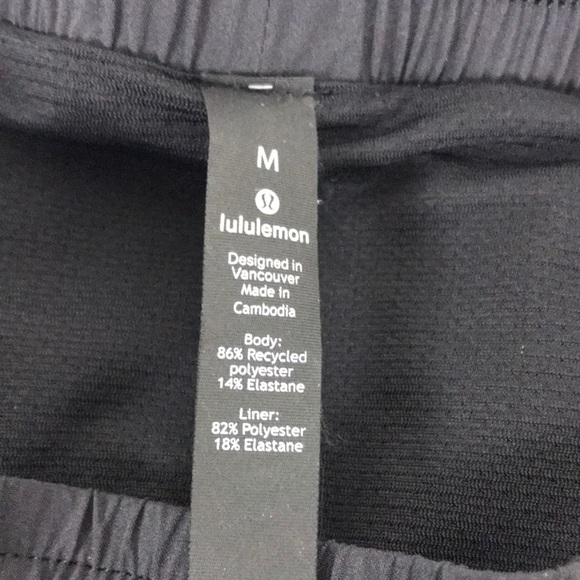 M
lululemon
Designed in
Vancouver
Made in
Cambodia
Body:
86% Recycled
polyester
14% Elastane
Liner:
82% Polyester
18% Elastane